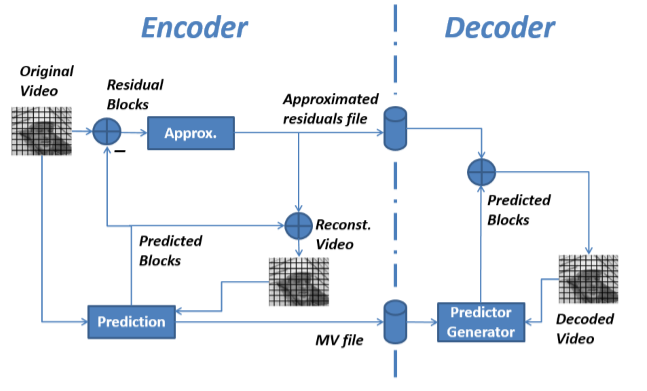 Encoder
Decoder
Original
Video
Residual
Blocks
Approx.
Approximated
residuals file
Predicted
Blocks
Reconst.
Video
Predicted
Blocks
Prediction
MV file
Predictor
Generator
Decoded
Video